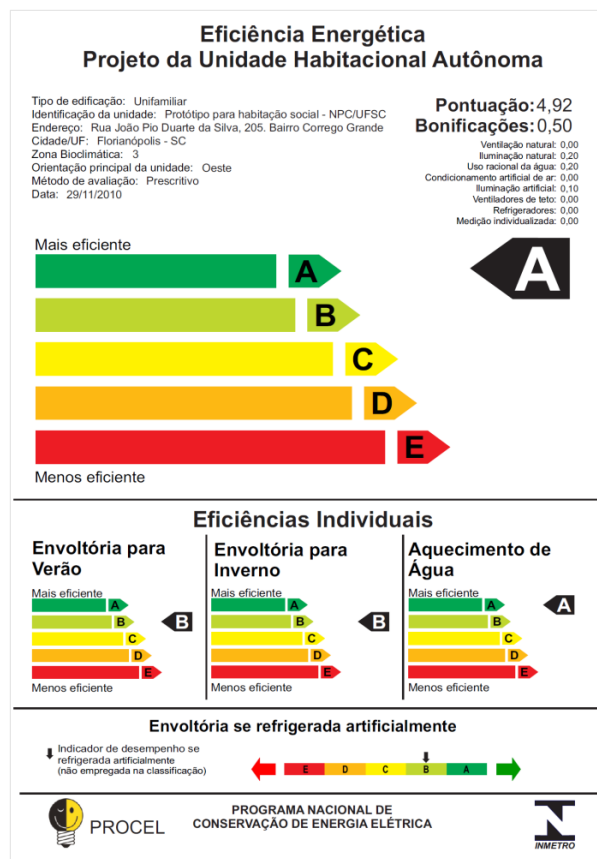 Eficiência Energética
Projeto da Unidade Habitacional Autônoma
Tipo de edificação: Unifamiliar
Identificação da unidade: Protótipo para habitação social - NPC/UFSC
Endereço: Rua João Pio Duarte da Silva, 205. Bairro Corrego Grande
Cidade/UF: Florianópolis - SC
Zona Bioclimática: 3
Orientação principal da unidade: Oeste
Método de avaliação: Prescritivo
Data: 29/11/2010
Pontuação: 4,92
Bonificações: 0,50
Ventilação natural: 0,00
Iluminação natural: 0,20
Uso racional da água: 0,20
Condicionamento artificial de ar: 0,00
Iluminação artificial: 0,10
Ventiladores de teto: 0,00
Refrigeradores: 0,00
Medição individualizada: 0,00
Mais eficiente
A
A
B
C
D
E
Menos eficiente
Eficiências Individuais
Envoltória para
Verão
Mais eficiente
A
B
B
C
D
E
Menos eficiente
Envoltória para
Inverno
Mais eficiente
A
B
B
C
D
E
Menos eficiente
Aquecimento de
Água
Mais eficiente
A
A
B
C
D
E
Menos eficiente
Envoltória se refrigerada artificialmente
Indicador de desempenho se
refrigerada artificialmente
(não empregada na classificação)
E D C B A
PROCEL
PROGRAMA NACIONAL DE
CONSERVAÇÃO DE ENERGIA ELÉTRICA
INMETRO